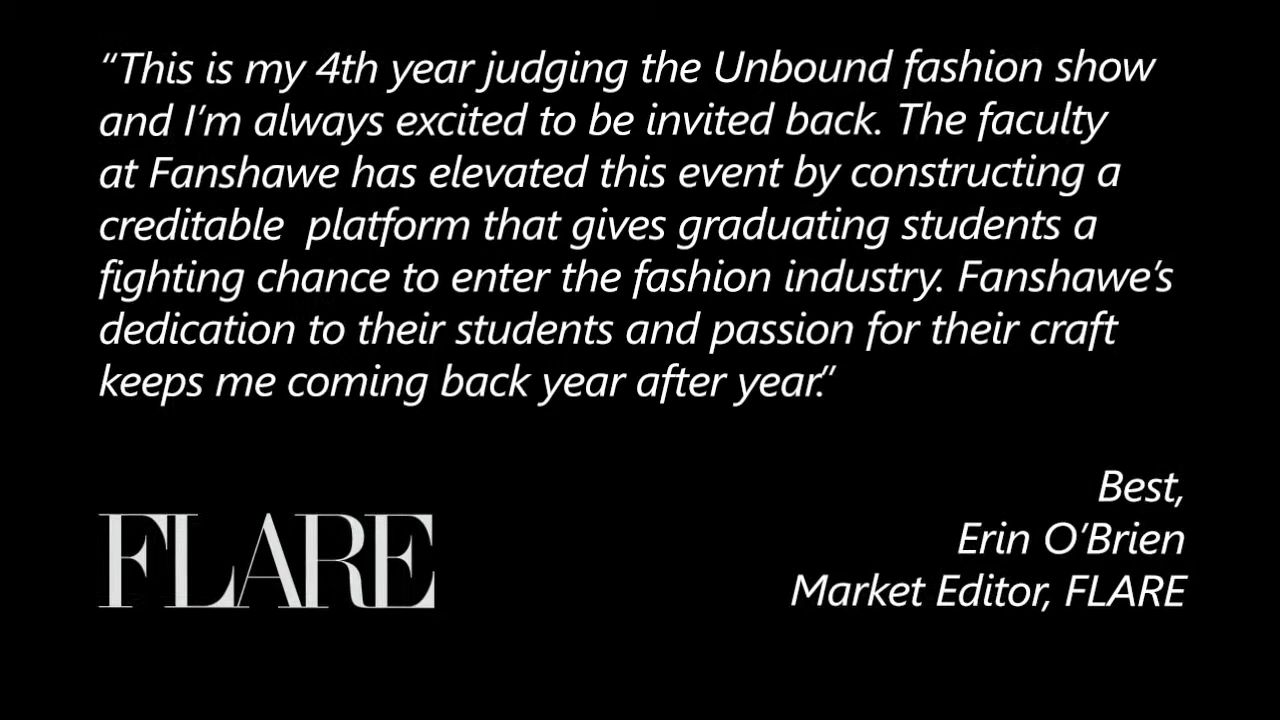 “This is my 4th year judging the Unbound fashion show
and I’m always excited to be invited back. The faculty
at Fanshawe has elevated this event by constructing a
creditable  platform that gives graduating students a
fighting chance to enter the fashion industry. Fanshawe’s
dedication to their students and passion for their craft
keeps me coming back year after year.”
Best,
Erin O’Brien
Market Editor, FLARE
FLARE